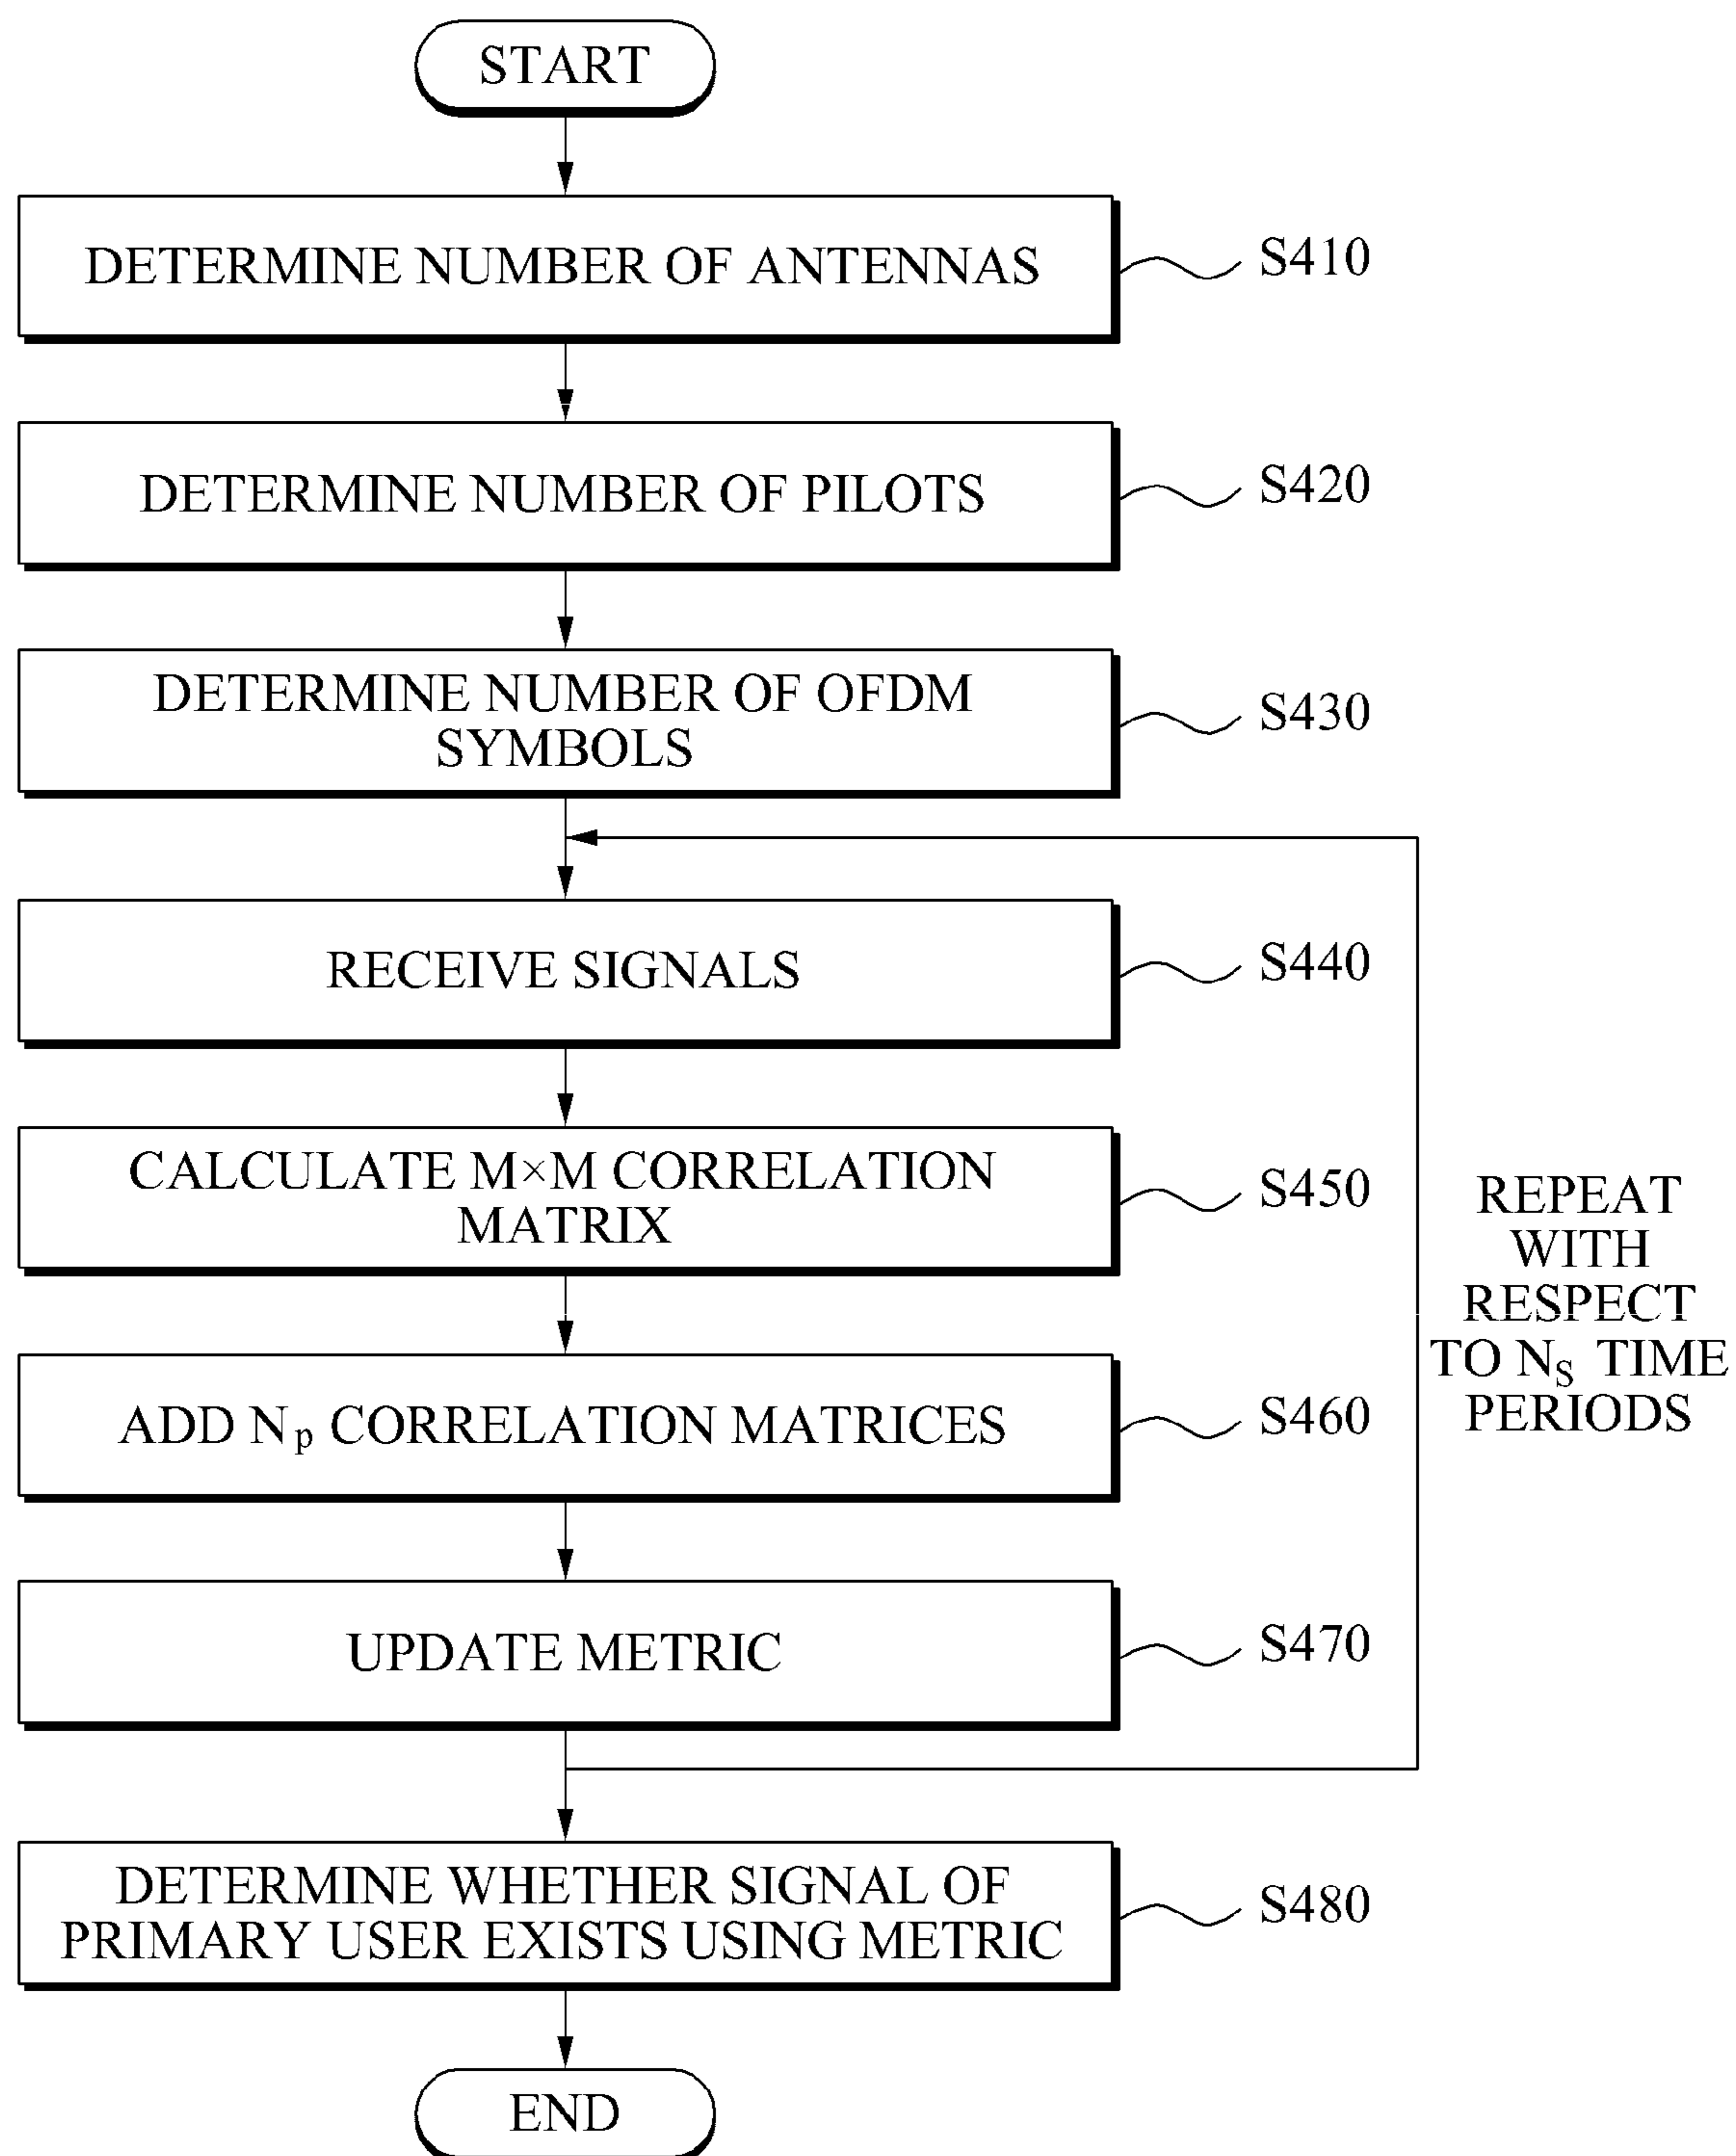 START
DETERMINE NUMBER OF ANTENNAS
S410
DETERMINE NUMBER OF PILOTS
S420
DETERMINE NUMBER OF OFDM
SYMBOLS
S430
RECEIVE SIGNALS
S440
CALCULATE M×M CORRELATION
MATRIX
S450
ADD Np CORRELATION MATRICES
S460
UPDATE METRIC
S470
REPEAT
WITH
RESPECT
TO NS TIME
PERIODS
DETERMINE WHETHER SIGNAL OF
PRIMARY USER EXISTS USING METRIC
S480
END